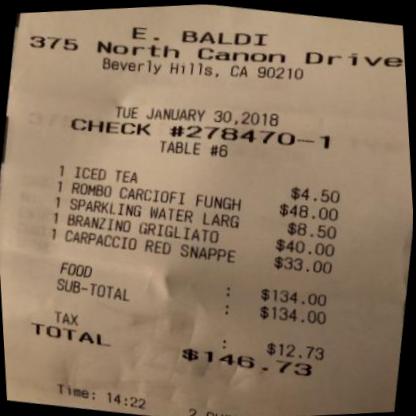 E. BALDI
375 North Canon Drive
Beverly Hills, CA 90210
TUE JANUARY 30,2018
CHECK #278470-1
TABLE #6
1 ICED TEA $4.50
1 ROMBO CARCIOFI FUNGH $48.00
1 SPARKLING WATER LARG $8.50
1 BRANZINO GRIGLIATO $40.00
1 CARPACCIO RED SNAPPE $33.00
FOOD : $134.00
SUB-TOTAL : $134.00
TAX : $12.73
TOTAL $146.73
Time: 14:22